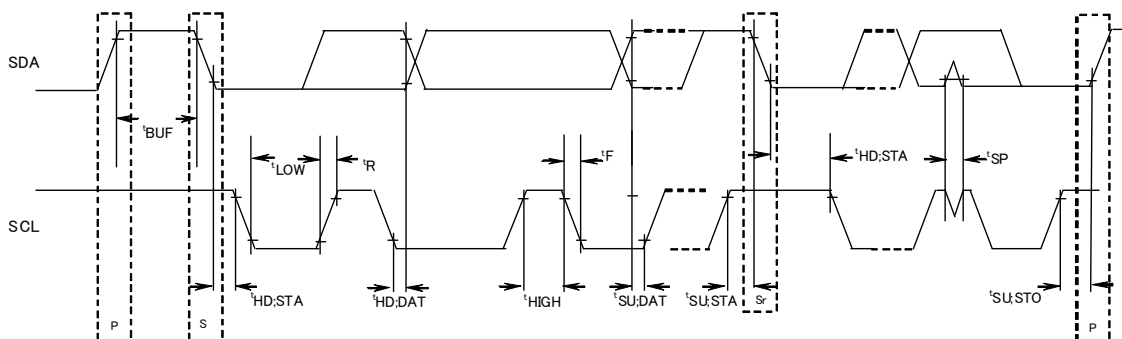 SDA
tBUF
tLOW
tR
tF
tHD;STA
tSP
SCL
tHD;STA
tHD;DAT
tHIGH
tSU;DAT
tSU;STA
Sr
tSU;STO
P
S
P